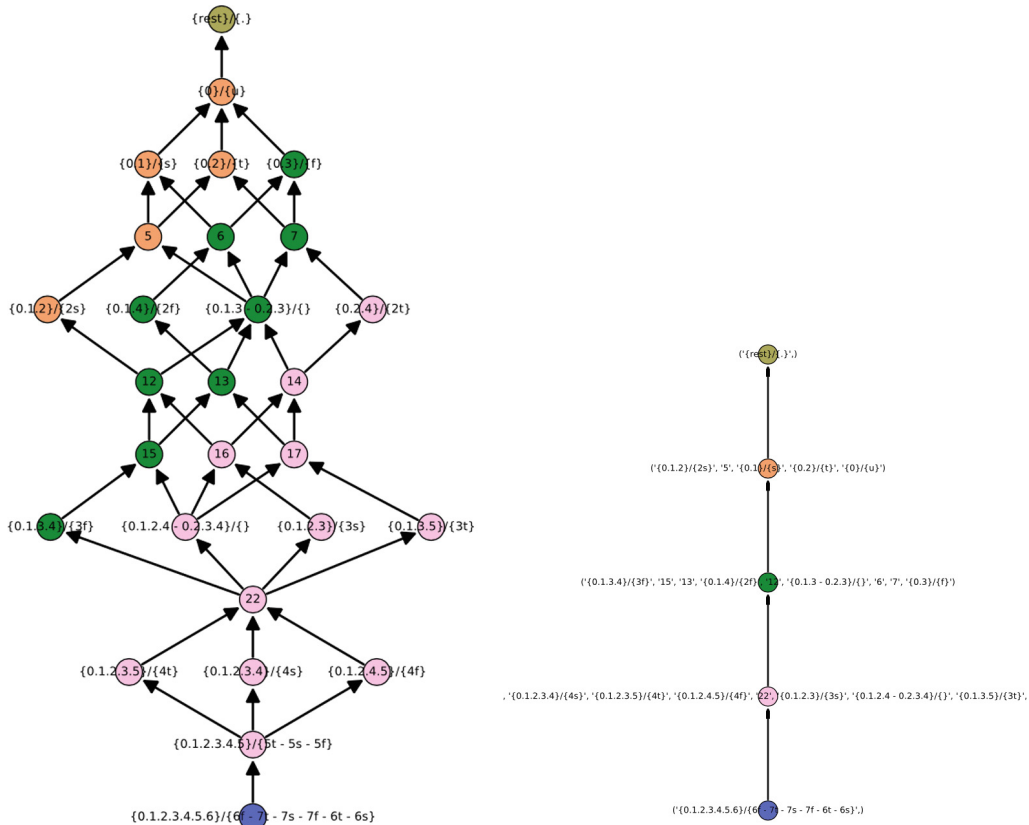 {rest}/{.}
{0}/{u}
{0.1}/{s} {0.2}/{t} {0.3}/{f}
5 6 7
{0.1.2}/{2s} {0.1.4}/{2f} {0.1.3 - 0.2.3}/{} {0.2.4}/{2t}
12 13 14
15 16 17
{0.1.3.4}/{3f} {0.1.2.4 - 0.2.3.4}/{} {0.1.2.3}/{3s} {0.1.3.5}/{3t}
22
{0.1.2.3.5}/{4t} {0.1.2.3.4}/{4s} {0.1.2.4.5}/{4f}
{0.1.2.3.4.5}/{5t - 5s - 5f}
{0.1.2.3.4.5.6}/{6f - 7t - 7s - 7f - 6t - 6s}
('{rest}/{.}',)
('{0.1.2}/{2s}', '5', '{0.1}/{s}', '{0.2}/{t}', '{0}/{u}')
('{0.1.3.4}/{3f}', '15', '13', '{0.1.4}/{2f}', '12', '{0.1.3 - 0.2.3}/{}', '6', '7', '{0.3}/{f}')
, '{0.1.2.3.4}/{4s}', '{0.1.2.3.5}/{4t}', '{0.1.2.4.5}/{4f}', '22', '{0.1.2.3}/{3s}', '{0.1.2.4 - 0.2.3.4}/{}', '{0.1.3.5}/{3t}',
('{0.1.2.3.4.5.6}/{6f - 7t - 7s - 7f - 6t - 6s}',)